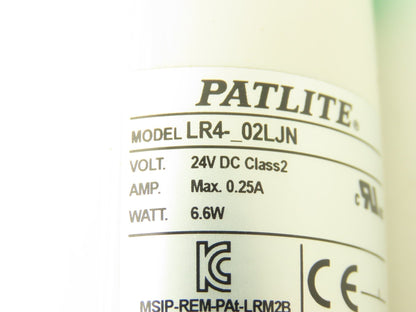 PATLITE®
MODEL LR4-_02LJN
VOLT. 24V DC Class2
AMP. Max. 0.25A
WATT. 6.6W
MSIP-REM-PAt-LRM2B